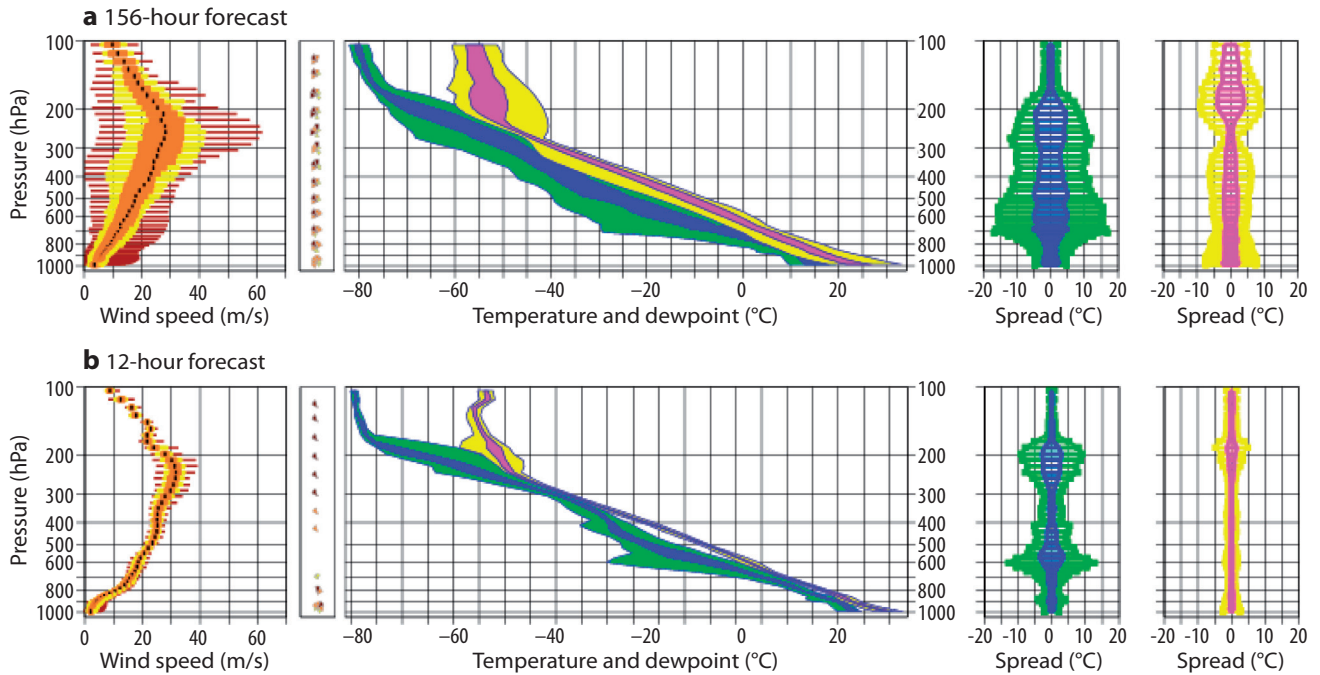 a 156-hour forecast
Pressure (hPa)
100
200
300
400
500
600
800
1000
0 20 40 60
Wind speed (m/s)
−80 −60 −40 −20 0 20
Temperature and dewpoint (°C)
100
200
300
400
500
600
800
1000
-20 -10 0 10 20
Spread (°C)
-20 -10 0 10 20
Spread (°C)
b 12-hour forecast
Pressure (hPa)
100
200
300
400
500
600
800
1000
0 20 40 60
Wind speed (m/s)
−80 −60 −40 −20 0 20
Temperature and dewpoint (°C)
100
200
300
400
500
600
800
1000
-20 -10 0 10 20
Spread (°C)
-20 -10 0 10 20
Spread (°C)